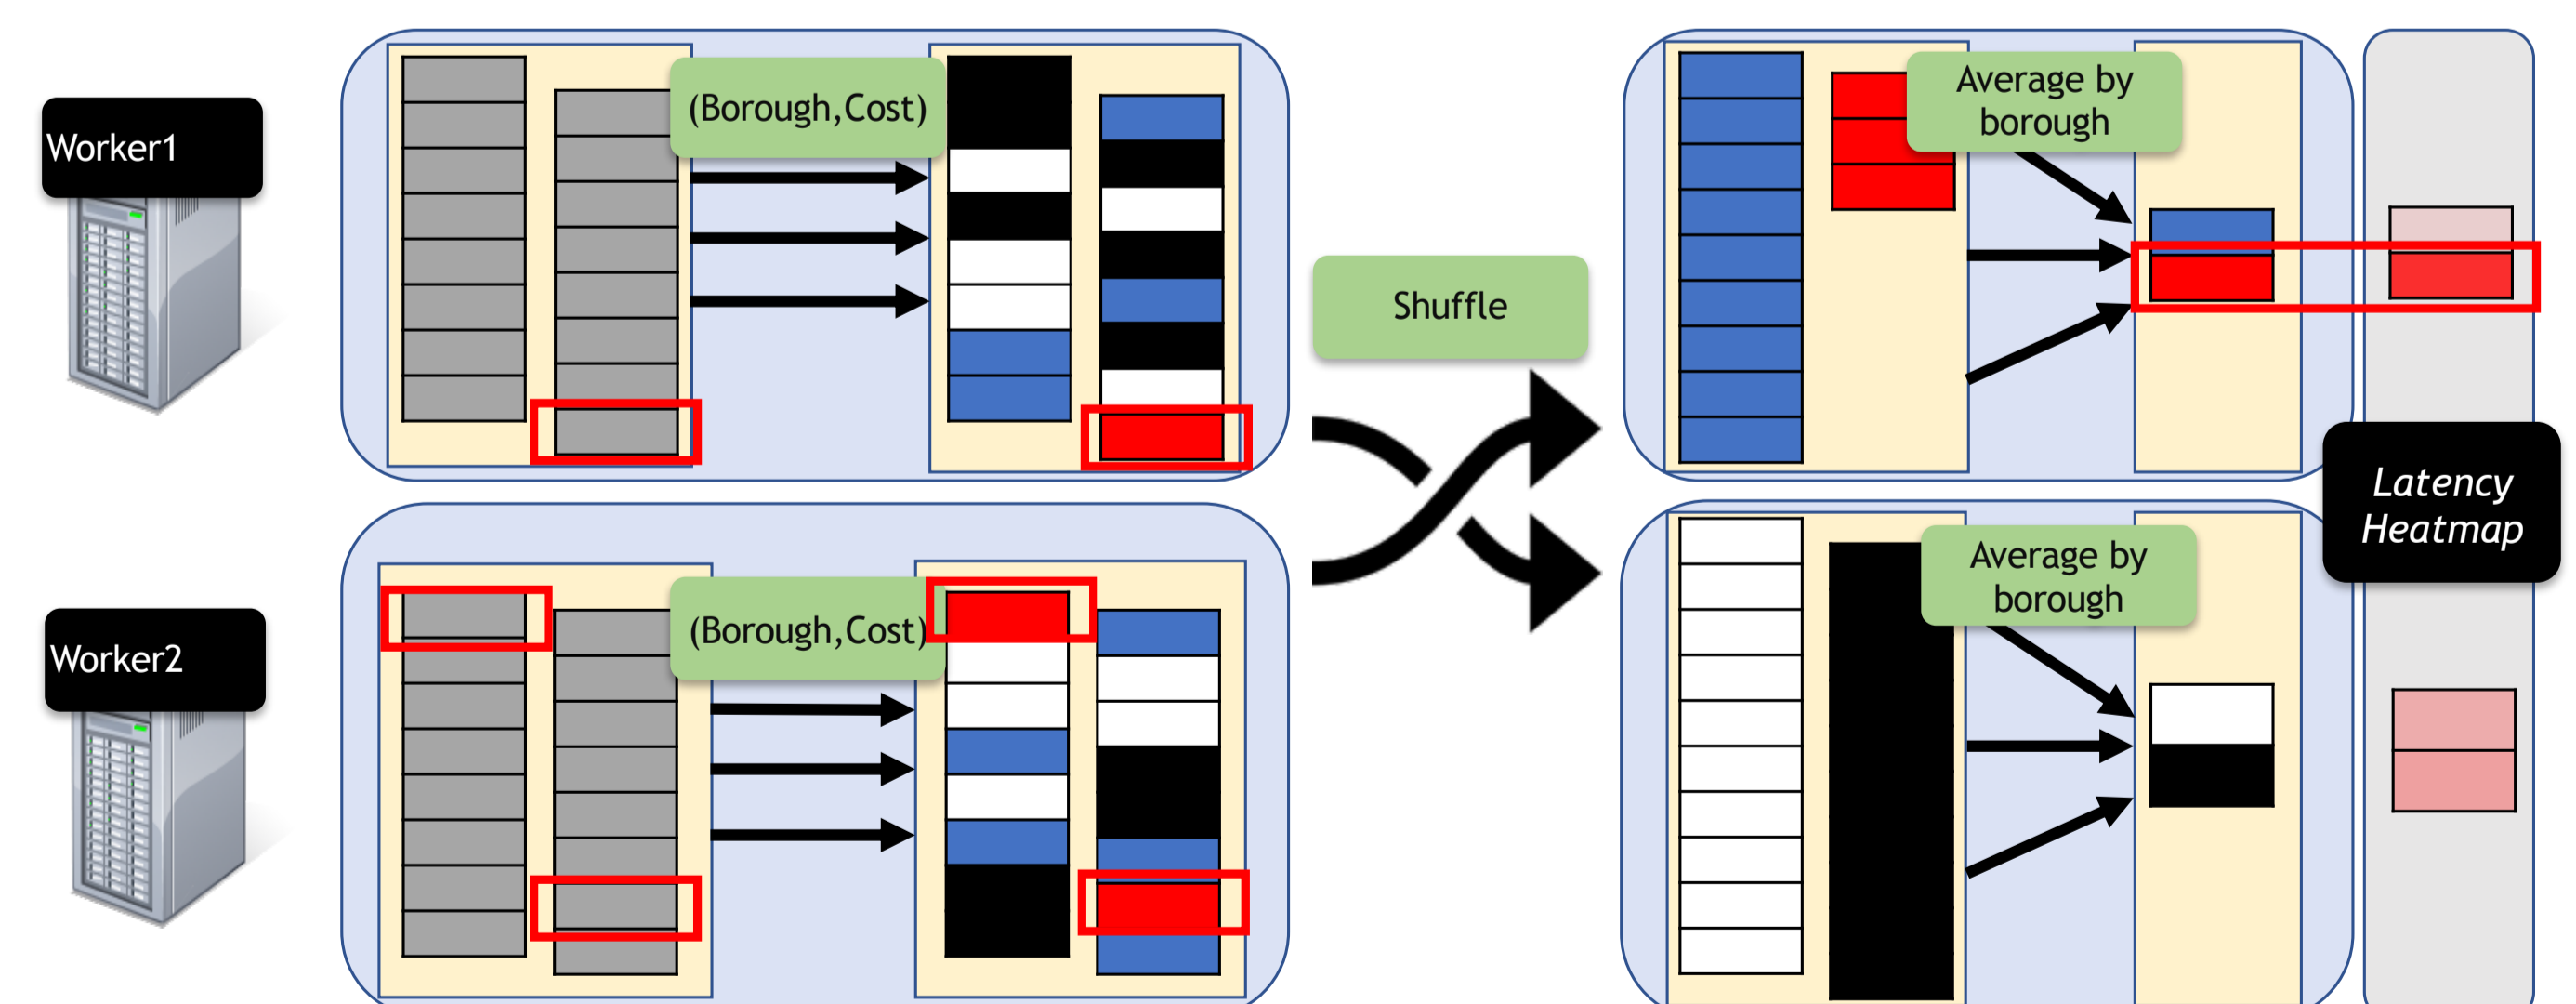 Worker1
(Borough,Cost)
Shuffle
Average by
borough
Latency
Heatmap
Worker2
(Borough,Cost)
Average by
borough